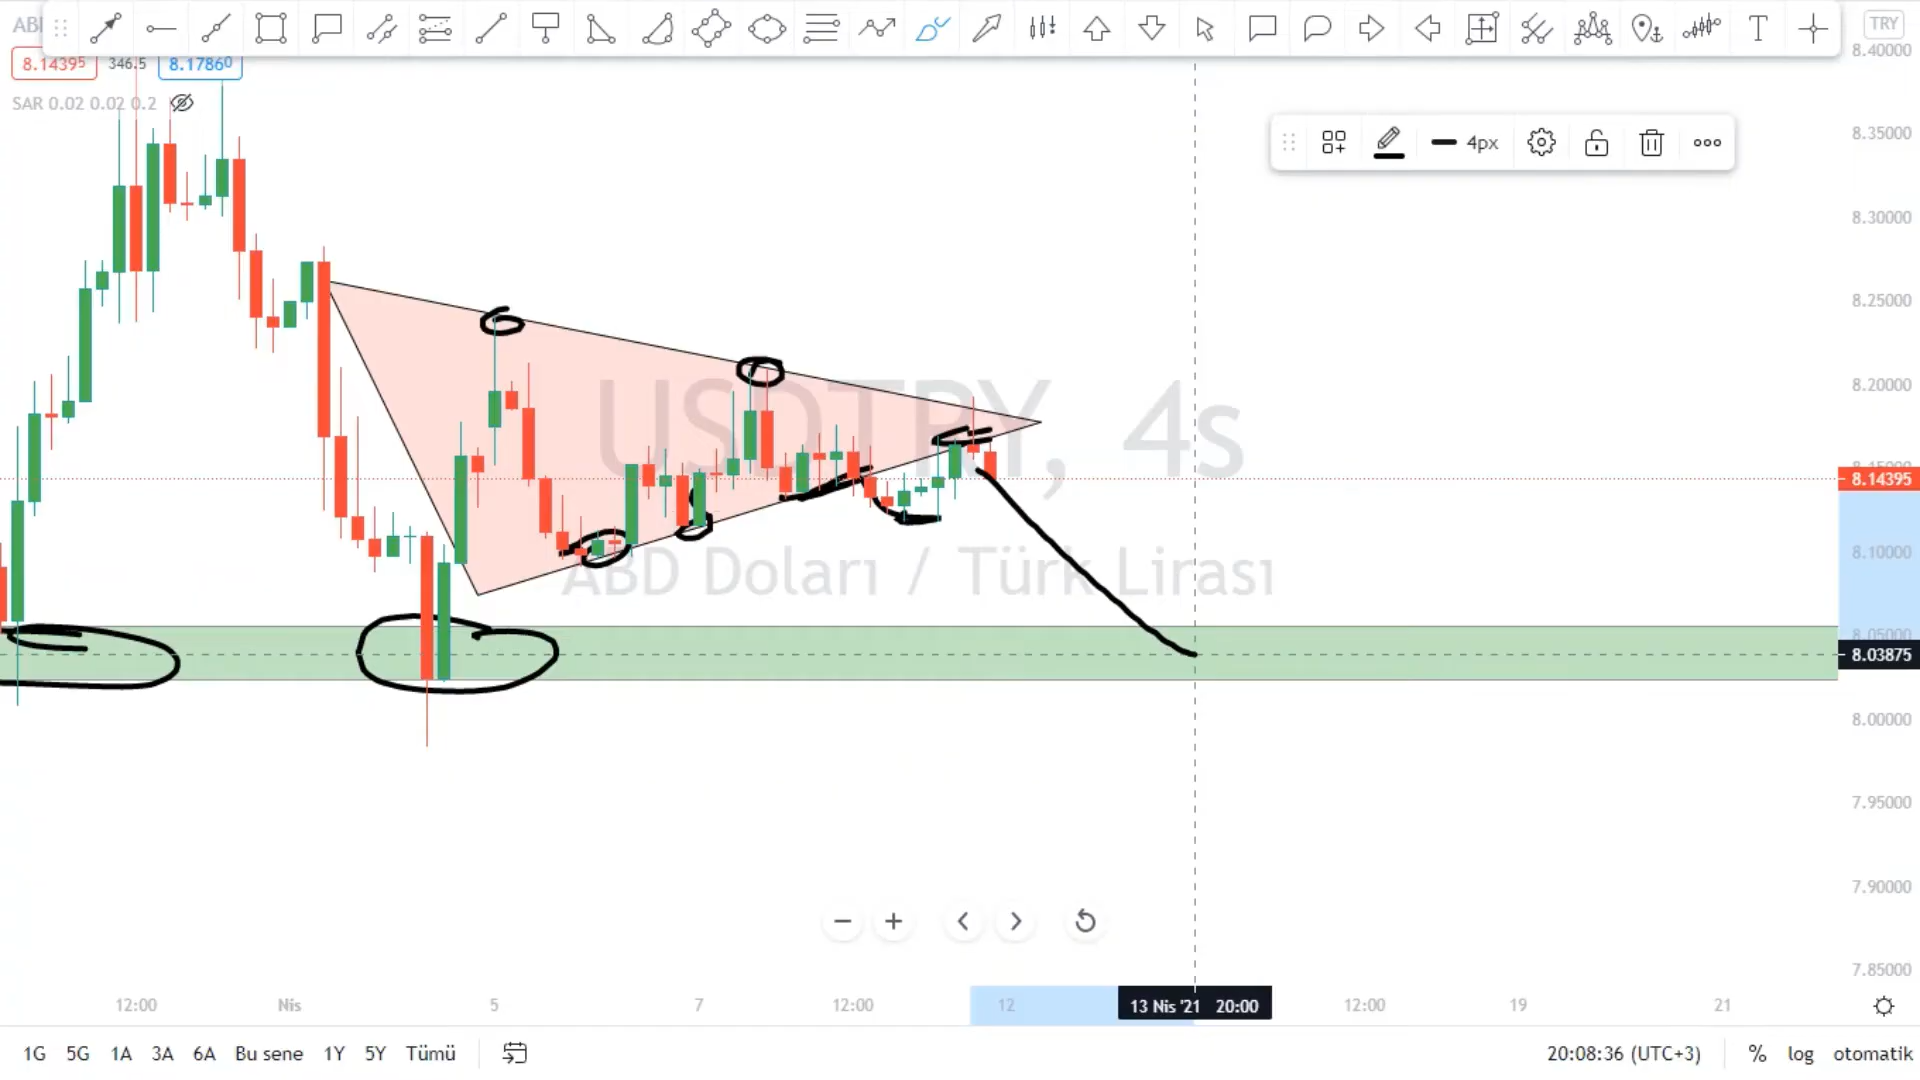 TRY
8.14395 346.5 8.17860
SAR 0.02 0.02 0.2
4px
USDTRY, 4s
ABD Doları / Türk Lirası
8.40000
8.35000
8.30000
8.25000
8.20000
8.14395
8.10000
8.05000
8.03875
8.00000
7.95000
7.90000
7.85000
12:00 Nis 5 7 12:00 12 13 Nis '21 20:00 12:00 19 21
1G 5G 1A 3A 6A Bu sene 1Y 5Y Tümü 20:08:36 (UTC+3) % log otomatik